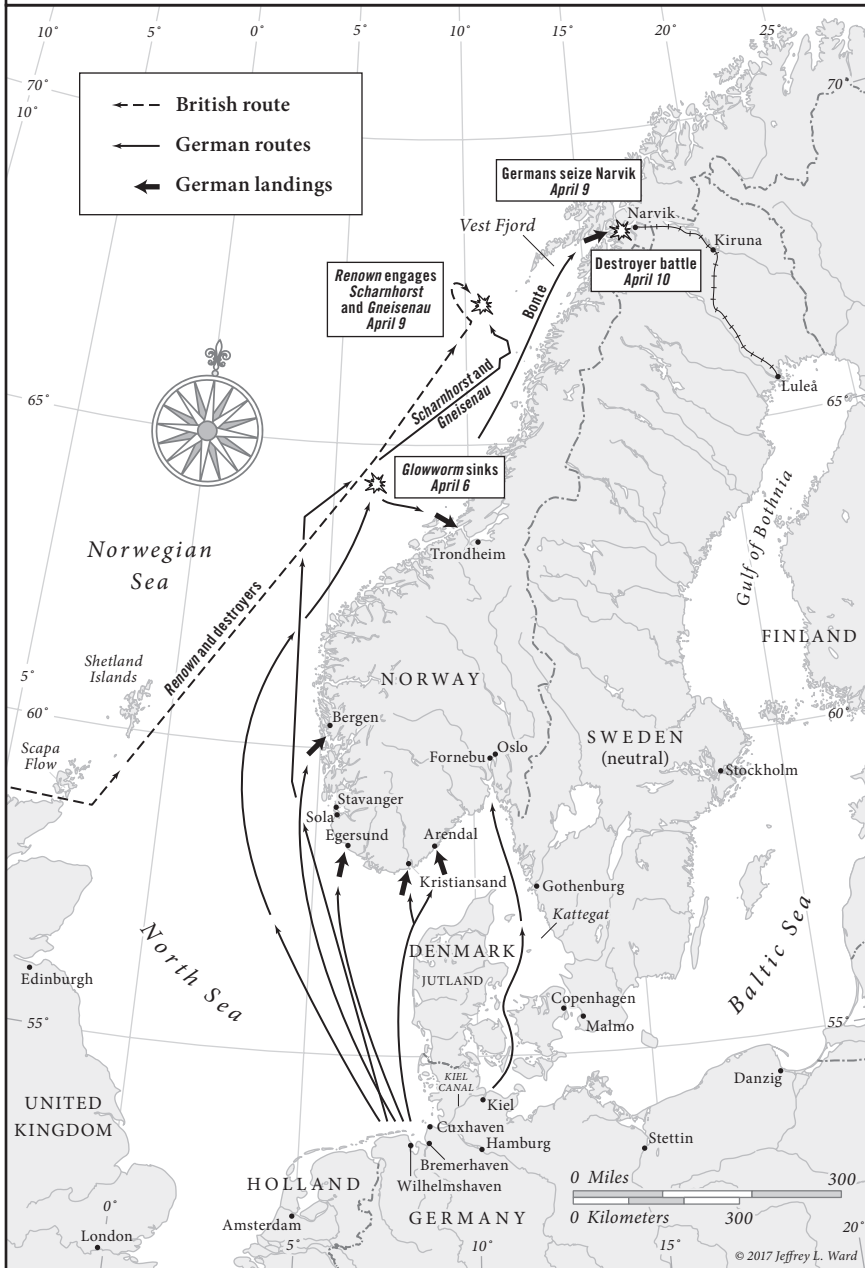 10˚
5˚
0˚
5˚
10˚
15˚
20˚
25˚
70˚
10˚
70˚
British route
German routes
German landings
Germans seize Narvik
April 9
Narvik
Vest Fjord
Kiruna
Destroyer battle
April 10
Renown engages
Scharnhorst
and Gneisenau
April 9
Bonte
Luleå
65˚
65˚
Scharnhorst and
Gneisenau
Glowworm sinks
April 6
Trondheim
Norwegian
Sea
Gulf of Bothnia
FINLAND
Renown and destroyers
Shetland
Islands
5˚
60˚
60˚
NORWAY
Bergen
Scapa
Flow
Fornebu
Oslo
SWEDEN
(neutral)
Stockholm
Stavanger
Sola
Egersund
Arendal
Kristiansand
Gothenburg
Kattegat
North Sea
Baltic Sea
Edinburgh
DENMARK
JUTLAND
Copenhagen
Malmo
55˚
55˚
KIEL
CANAL
Kiel
Danzig
UNITED
KINGDOM
Cuxhaven
Hamburg
Stettin
Bremerhaven
Wilhelmshaven
HOLLAND
0 Miles
300
0 Kilometers
300
GERMANY
Amsterdam
0˚
London
5˚
10˚
15˚
20˚
© 2017 Jeffrey L. Ward